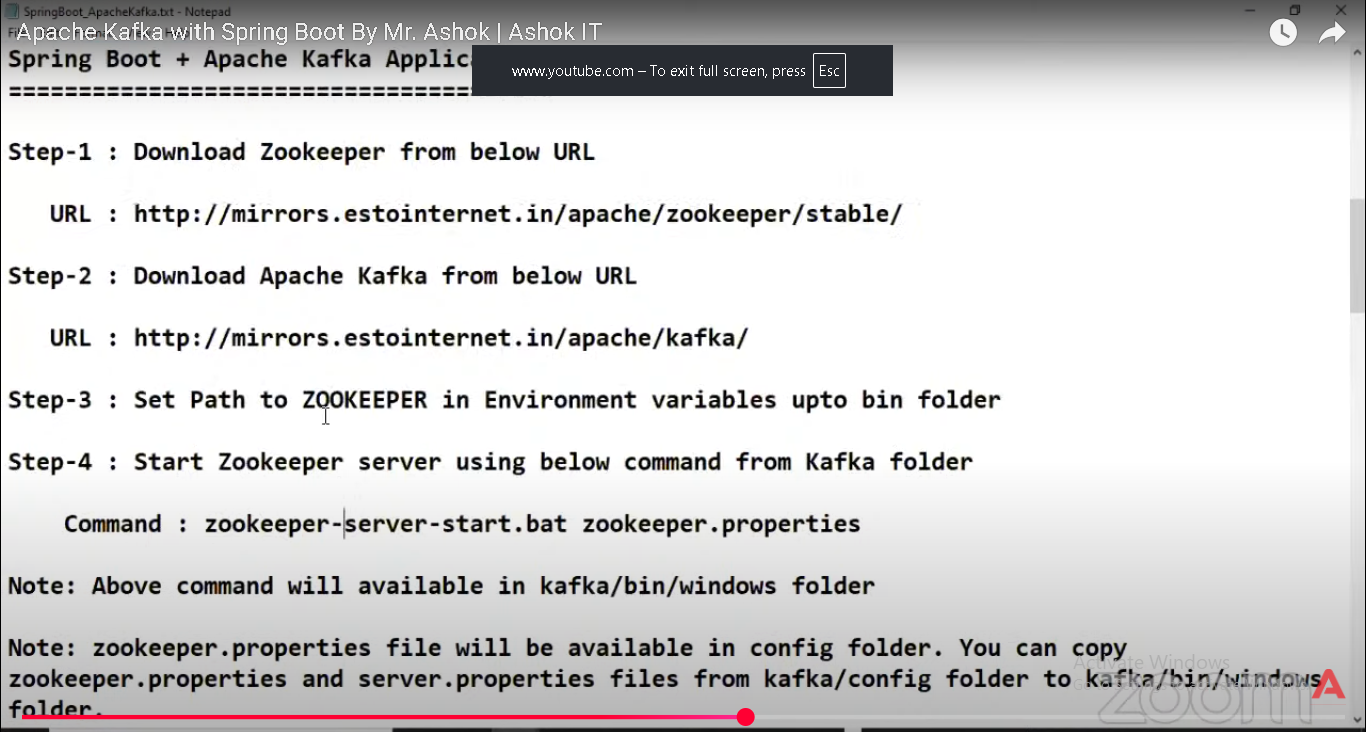 SpringBoot_ApacheKafka.txt - Notepad
Apache Kafka with Spring Boot By Mr. Ashok | Ashok IT
Spring Boot + Apache Kafka Applic
www.youtube.com – To exit full screen, press Esc
=================================
Step-1 : Download Zookeeper from below URL
URL : http://mirrors.estointernet.in/apache/zookeeper/stable/
Step-2 : Download Apache Kafka from below URL
URL : http://mirrors.estointernet.in/apache/kafka/
Step-3 : Set Path to ZOOKEEPER in Environment variables upto bin folder
Step-4 : Start Zookeeper server using below command from Kafka folder
Command : zookeeper-server-start.bat zookeeper.properties
Note: Above command will available in kafka/bin/windows folder
Note: zookeeper.properties file will be available in config folder. You can copy
Activate Windows
zookeeper.properties and server.properties files from kafka/config folder to kafka/bin/windows
folder.
zoom